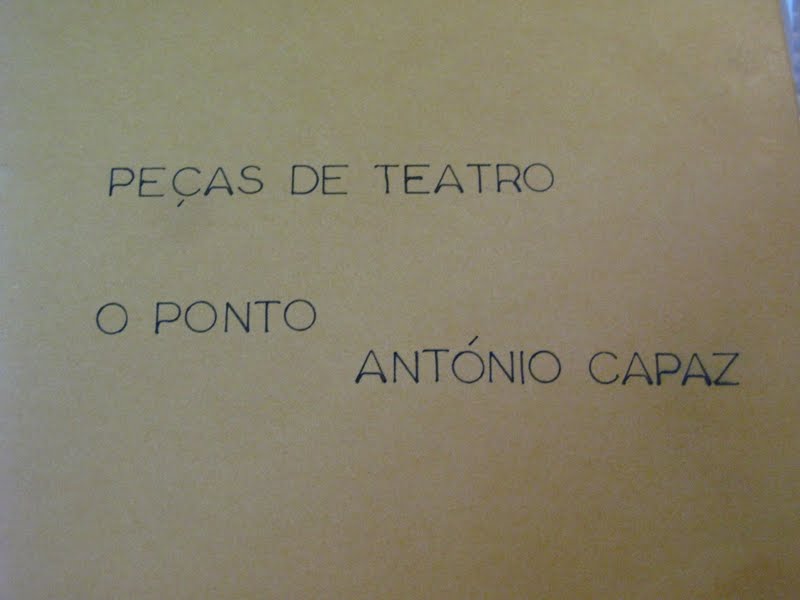 PEÇAS DE TEATRO
O PONTO
ANTÓNIO CAPAZ